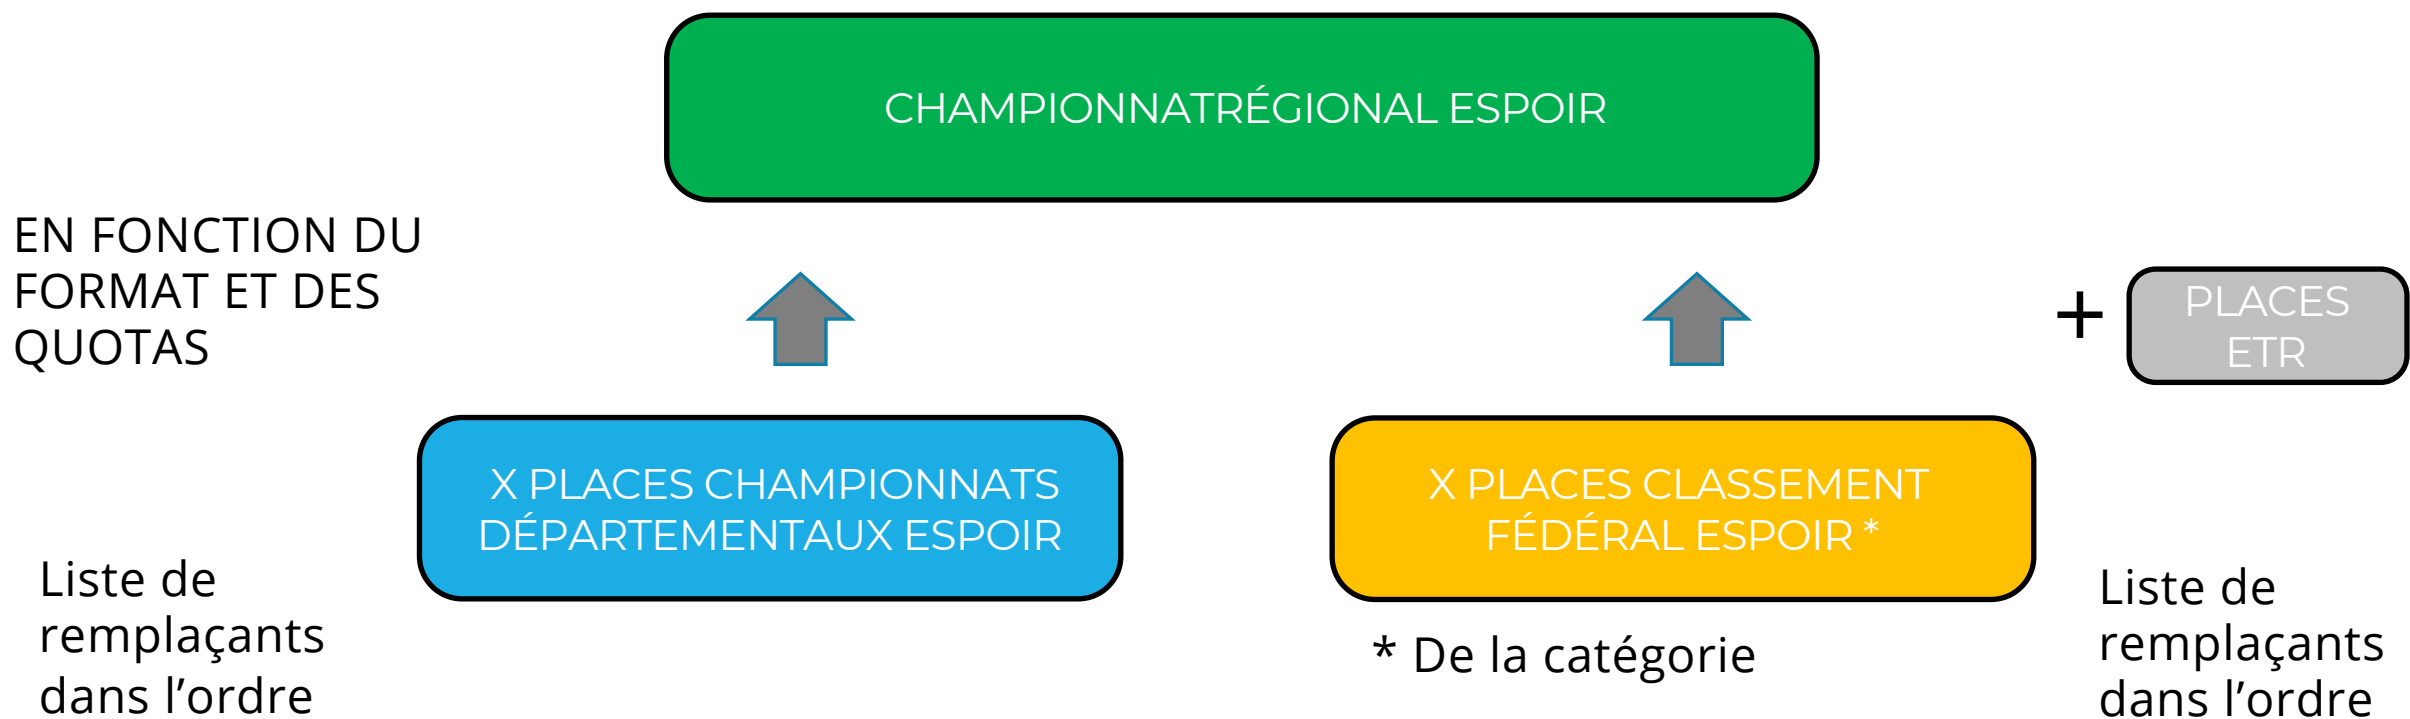 CHAMPIONNATRÉGIONAL ESPOIR
EN FONCTION DU
FORMAT ET DES
QUOTAS
+
PLACES
ETR
X PLACES CHAMPIONNATS
DÉPARTEMENTAUX ESPOIR
X PLACES CLASSEMENT
FÉDÉRAL ESPOIR *
Liste de
remplaçants
dans l’ordre
* De la catégorie
Liste de
remplaçants
dans l’ordre